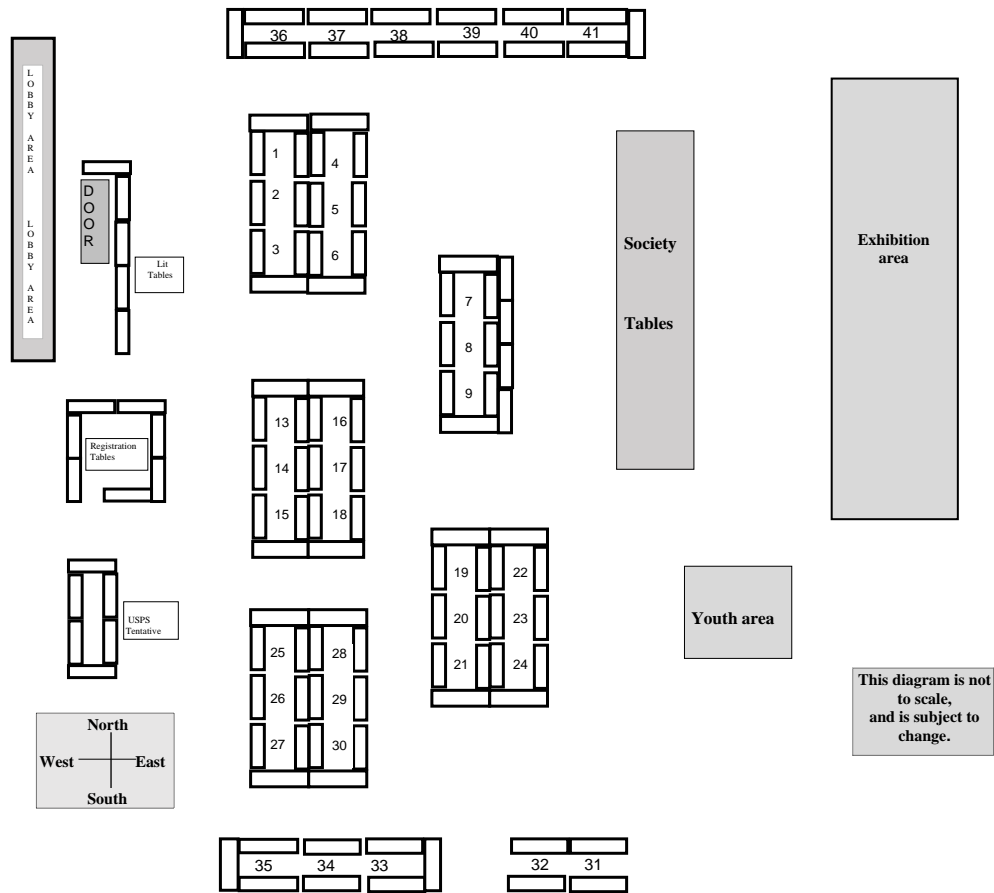 36 37 38 39 40 41
LOBBY AREA
LOBBY AREA
DOOR
Lit
Tables
1 4
2 5
3 6
7
8
9
Society
Tables
Exhibition
area
Registration
Tables
13 16
14 17
15 18
USPS
Tentative
19 22
20 23
21 24
Youth area
25 28
26 29
27 30
This diagram is not
to scale,
and is subject to
change.
North
West East
South
35 34 33 32 31